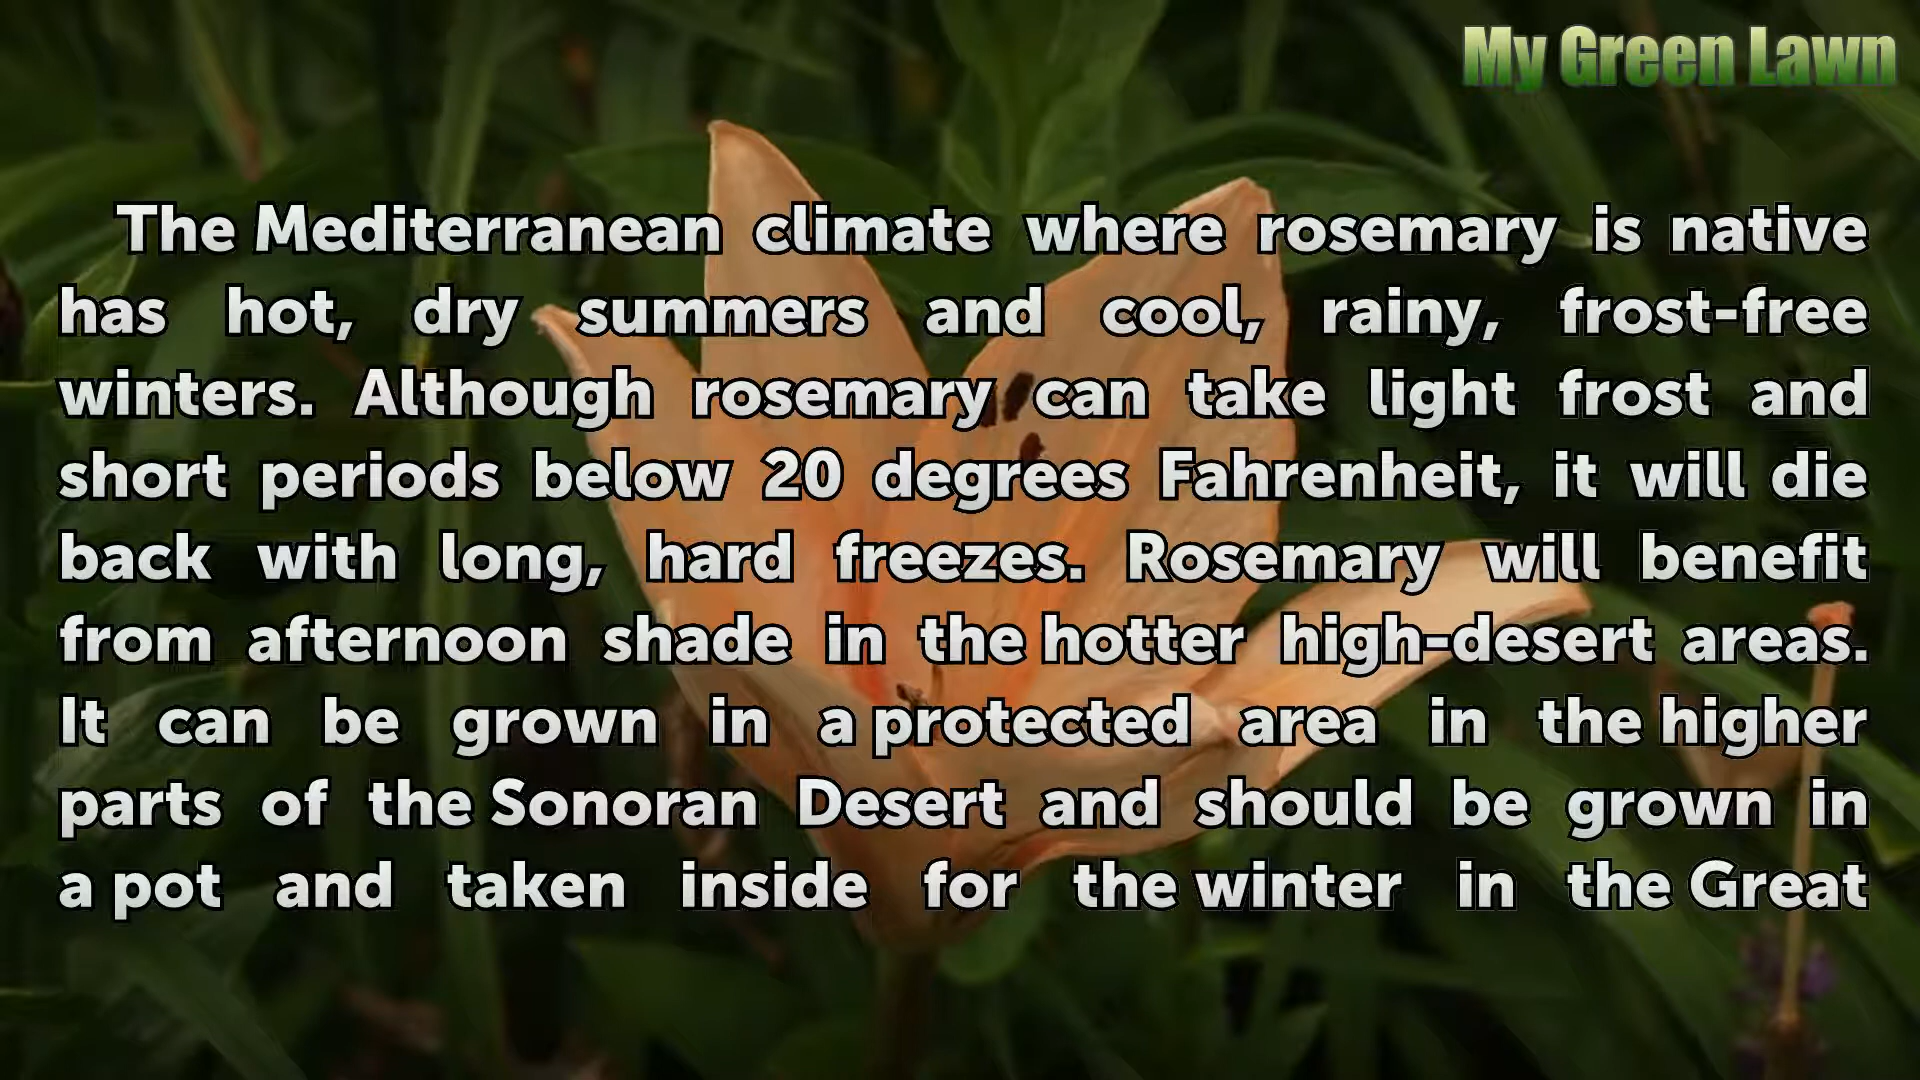 My Green Lawn
The Mediterranean climate where rosemary is native
has hot, dry summers and cool, rainy, frost-free
winters. Although rosemary can take light frost and
short periods below 20 degrees Fahrenheit, it will die
back with long, hard freezes. Rosemary will benefit
from afternoon shade in the hotter high-desert areas.
It can be grown in a protected area in the higher
parts of the Sonoran Desert and should be grown in
a pot and taken inside for the winter in the Great